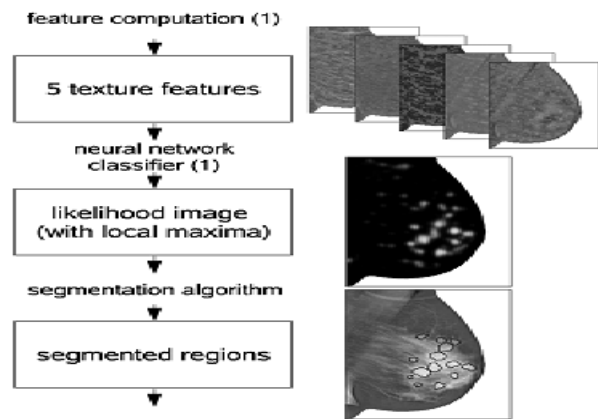 feature computation (1)
5 texture features
neural network
classifier (1)
likelihood image
(with local maxima)
segmentation algorithm
segmented regions